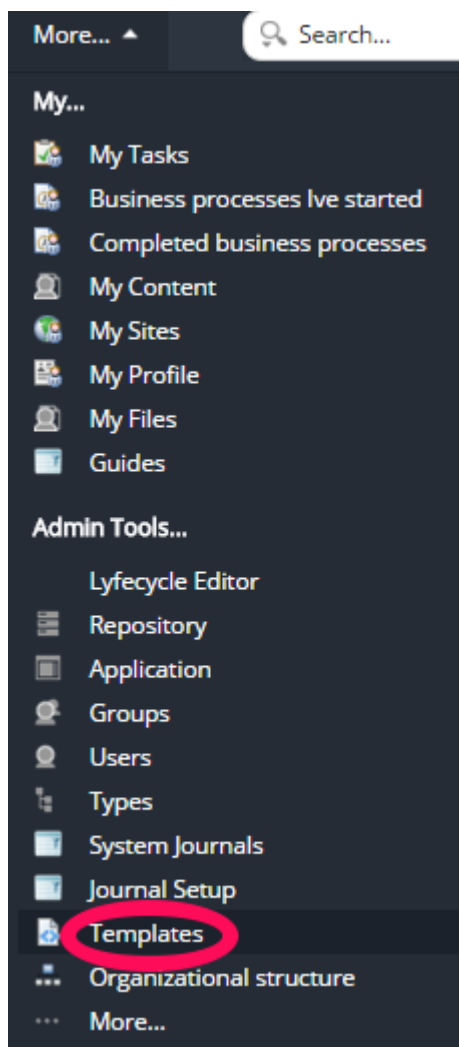 More...
Search...
My...
My Tasks
Business processes Ive started
Completed business processes
My Content
My Sites
My Profile
My Files
Guides
Admin Tools...
Lyfecycle Editor
Repository
Application
Groups
Users
Types
System Journals
Journal Setup
Templates
Organizational structure
More...